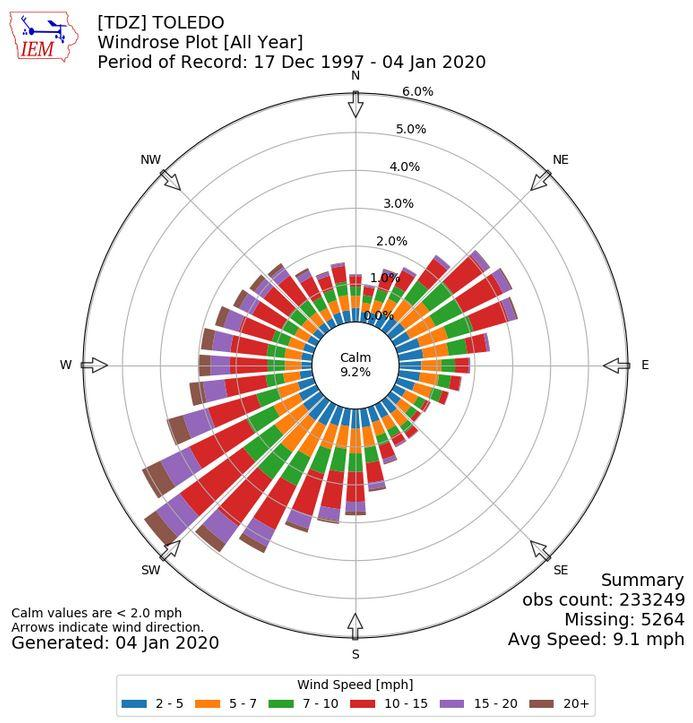 IEM
[TDZ] TOLEDO
Windrose Plot [All Year]
Period of Record: 17 Dec 1997 - 04 Jan 2020
N
6.0%
5.0%
4.0%
3.0%
2.0%
1.0%
0.0%
NW
NE
W
Calm
9.2%
E
SW
SE
S
Calm values are < 2.0 mph
Arrows indicate wind direction.
Generated: 04 Jan 2020
Summary
obs count: 233249
Missing: 5264
Avg Speed: 9.1 mph
Wind Speed [mph]
2 - 5 5 - 7 7 - 10 10 - 15 15 - 20 20+